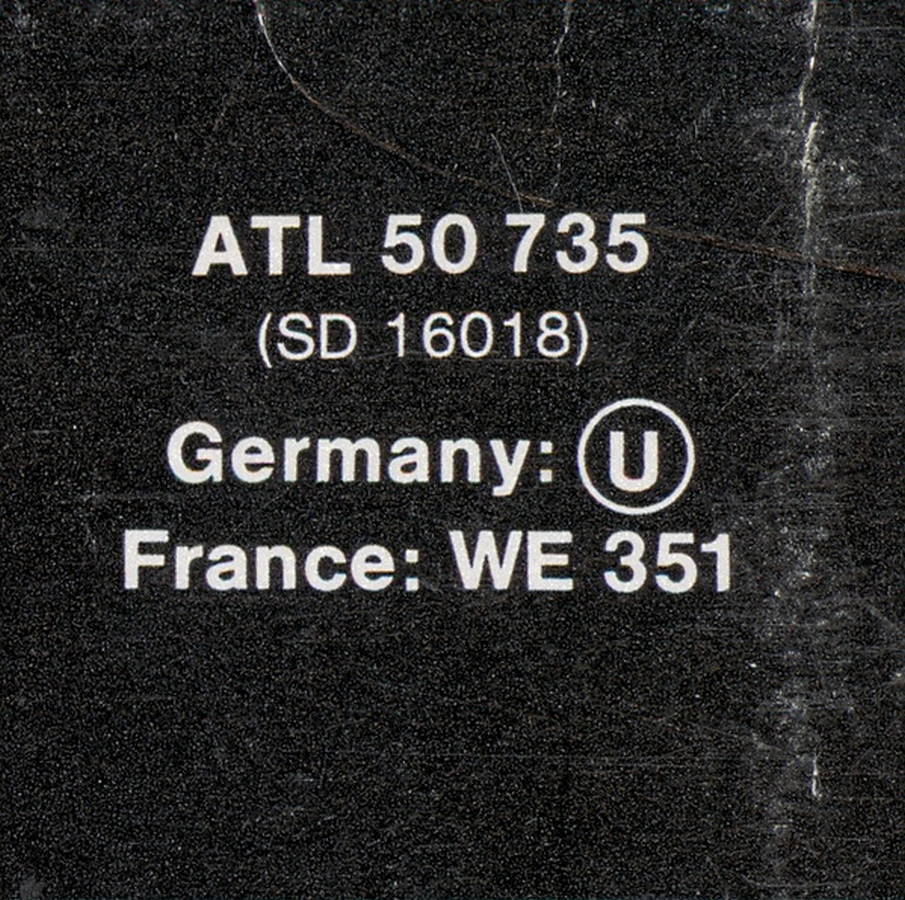 ATL 50 735
(SD 16018)
Germany: Ⓤ
France: WE 351